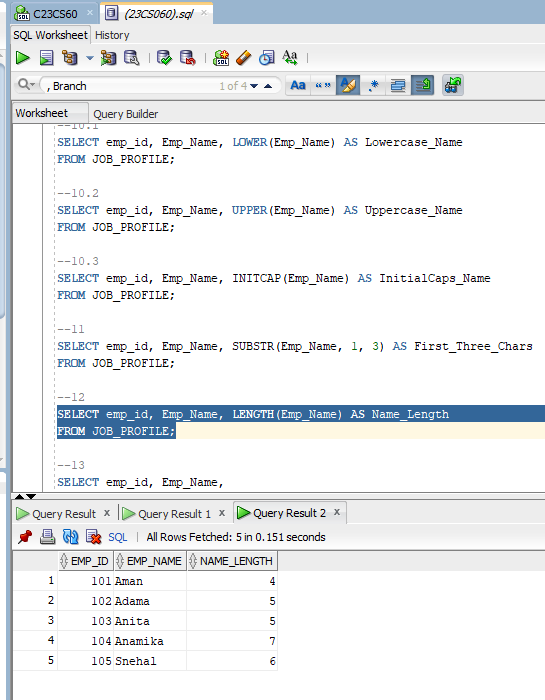 C23CS60 × (23CS060).sql ×
SQL Worksheet History
, Branch 1 of 4 Aa “” .*
Worksheet Query Builder
--10.1
SELECT emp_id, Emp_Name, LOWER(Emp_Name) AS Lowercase_Name
FROM JOB_PROFILE;
--10.2
SELECT emp_id, Emp_Name, UPPER(Emp_Name) AS Uppercase_Name
FROM JOB_PROFILE;
--10.3
SELECT emp_id, Emp_Name, INITCAP(Emp_Name) AS InitialCaps_Name
FROM JOB_PROFILE;
--11
SELECT emp_id, Emp_Name, SUBSTR(Emp_Name, 1, 3) AS First_Three_Chars
FROM JOB_PROFILE;
--12
SELECT emp_id, Emp_Name, LENGTH(Emp_Name) AS Name_Length
FROM JOB_PROFILE;
--13
SELECT emp_id, Emp_Name,
Query Result × Query Result 1 × Query Result 2 ×
SQL | All Rows Fetched: 5 in 0.151 seconds
EMP_ID EMP_NAME NAME_LENGTH
1 101 Aman 4
2 102 Adama 5
3 103 Anita 5
4 104 Anamika 7
5 105 Snehal 6